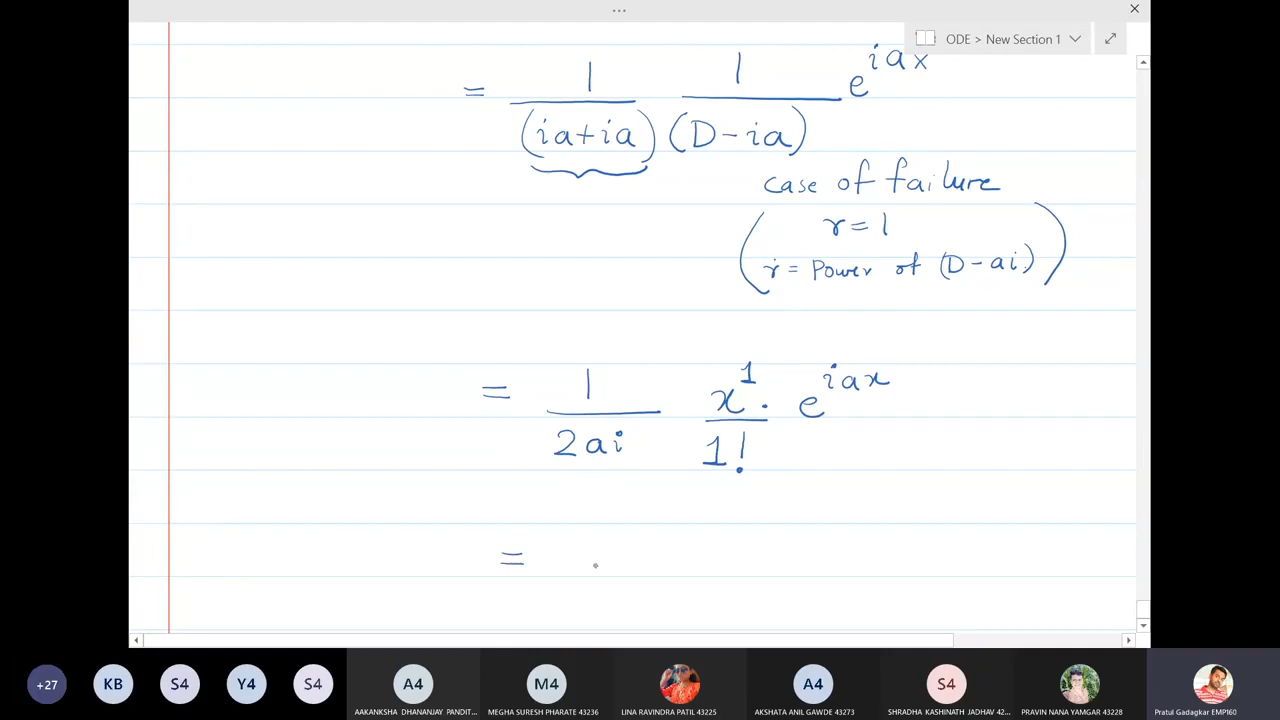 ODE > New Section 1
= 1/(ia+ia) 1/(D-ia) e^{iax}
case of failure
r=1
r = Power of (D-ai)
= 1/2ai x^1/1! · e^{iax}
=
+27 KB S4 Y4 S4 A4 M4 A4 S4
AAKANKSHA DHANANJAY PANDIT... MEGHA SURESH PHARATE 43236 LINA RAVINDRA PATIL 43225 AKSHATA ANIL GAWDE 43273 SHRADHA KASHINATH JADHAV 42... PRAVIN NANA YAMGAR 43228 Pratul Gadagkar EMP160